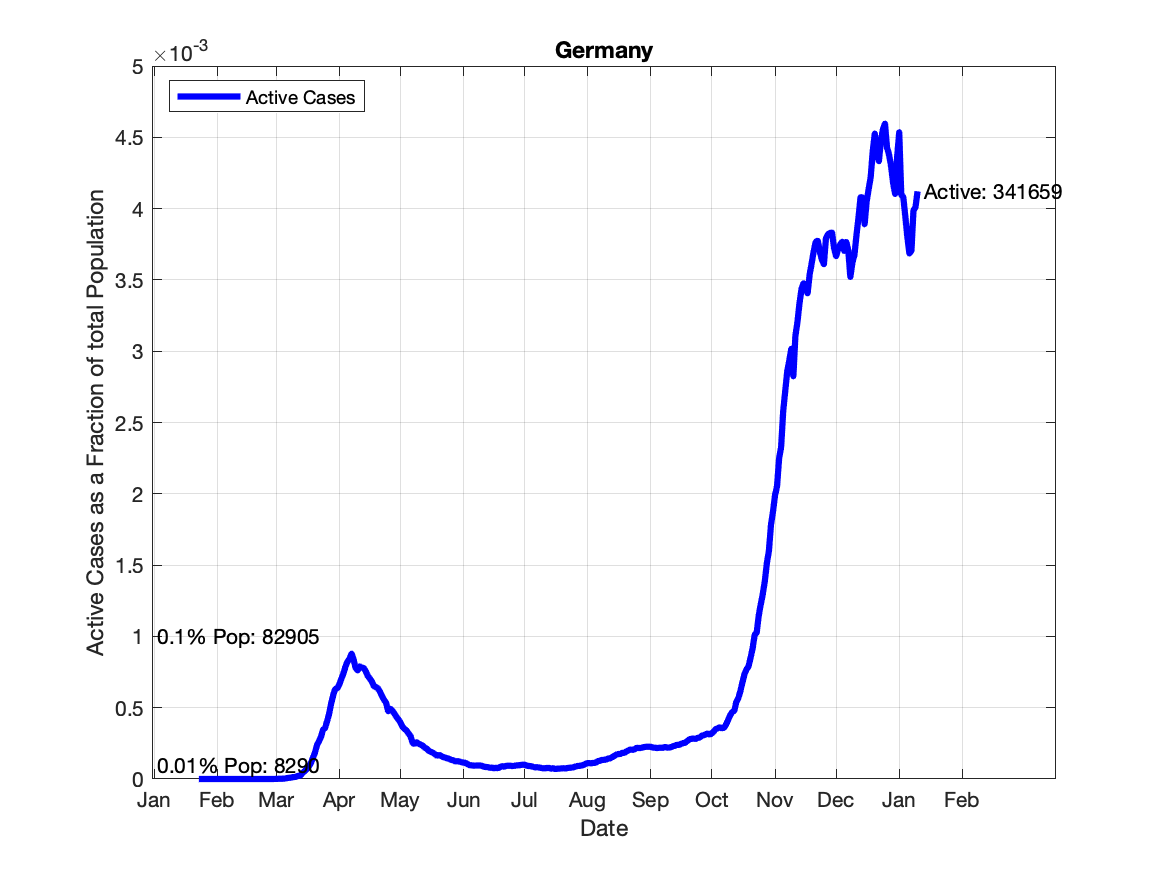 Germany
×10-3
Active Cases
5
4.5
4
3.5
3
2.5
2
1.5
1
0.5
0
Active Cases as a Fraction of total Population
Active: 341659
0.1% Pop: 82905
0.01% Pop: 8290
Jan Feb Mar Apr May Jun Jul Aug Sep Oct Nov Dec Jan Feb
Date